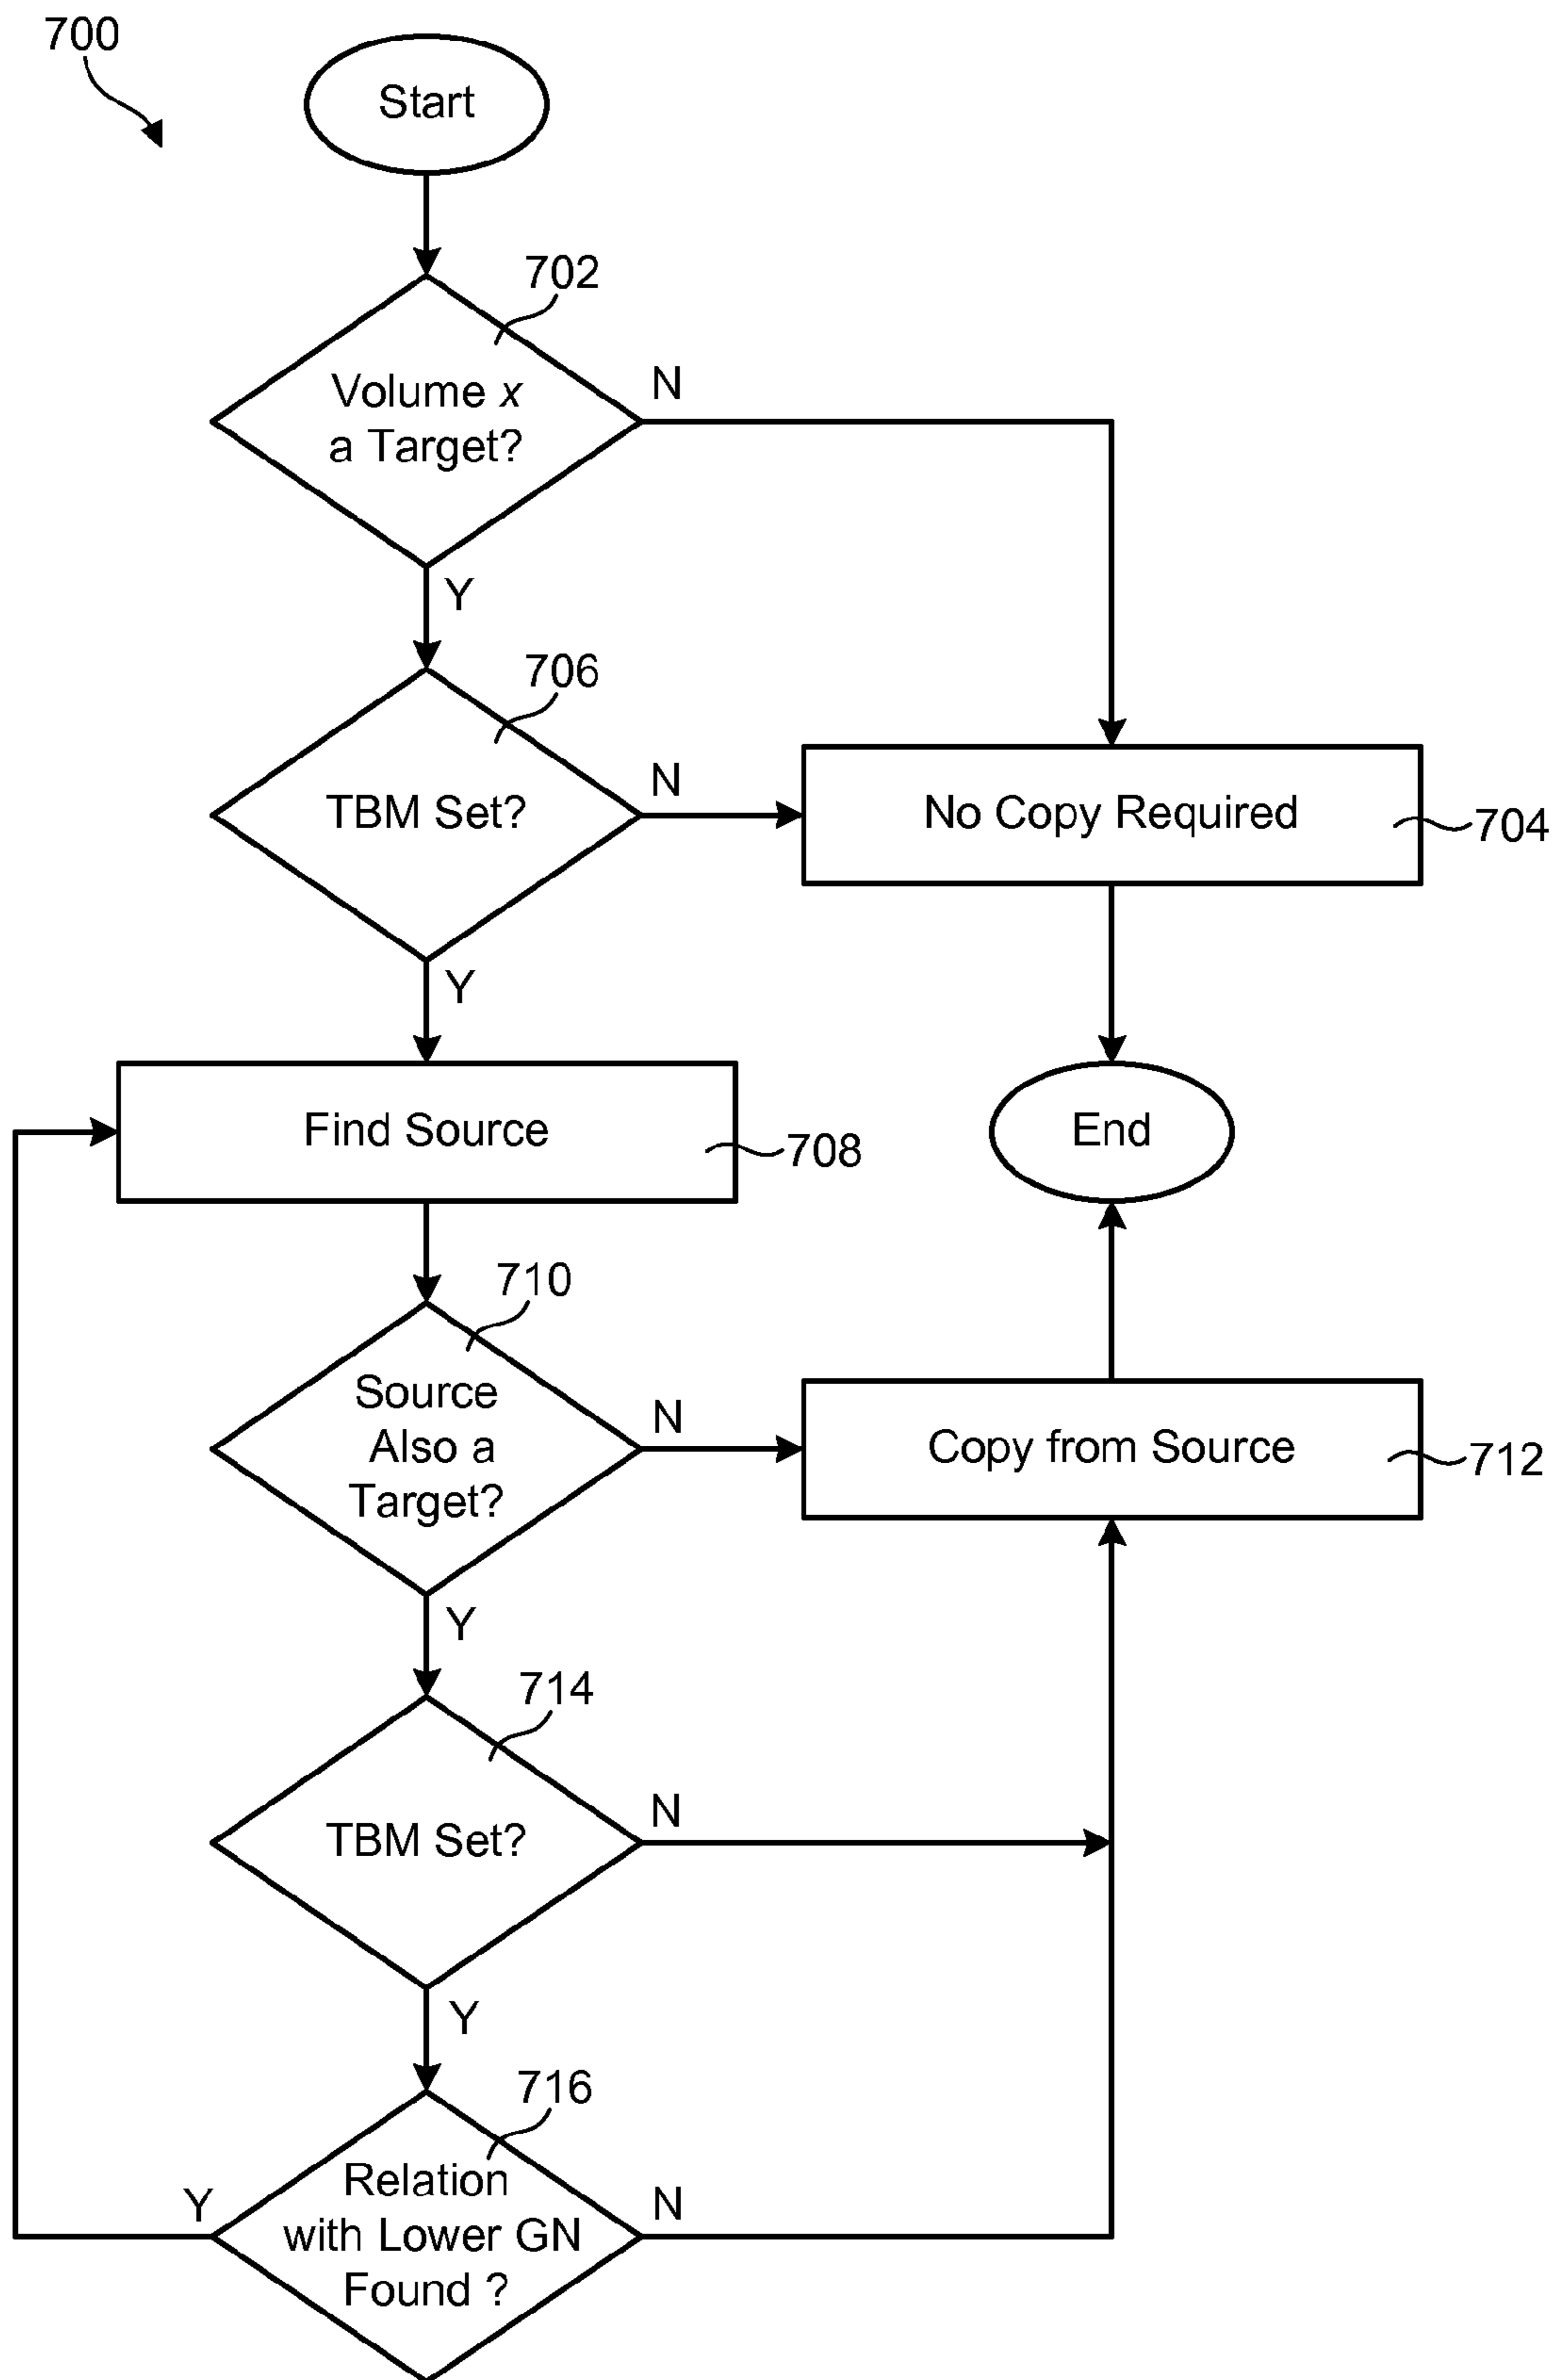 700
Start
702
Volume x
a Target?
N
Y
706
TBM Set?
N
No Copy Required
704
Y
Find Source
708
End
710
Source
Also a
Target?
N
Copy from Source
712
Y
714
TBM Set?
N
Y
716
Relation
with Lower GN
Found ?
Y
N